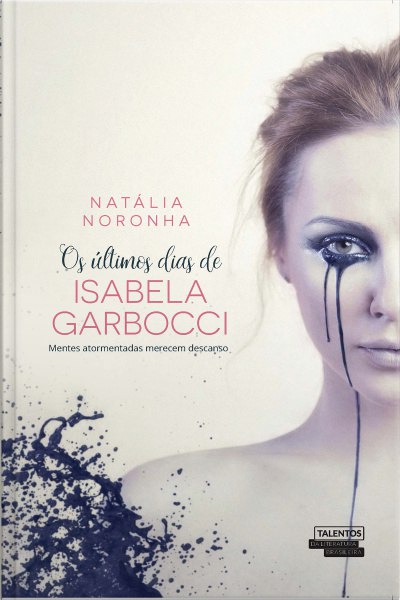 NATÁLIA
NORONHA
Os últimos dias de
ISABELA
GARBOCCI
Mentes atormentadas merecem descanso
TALENTOS
DA LITERATURA
BRASILEIRA